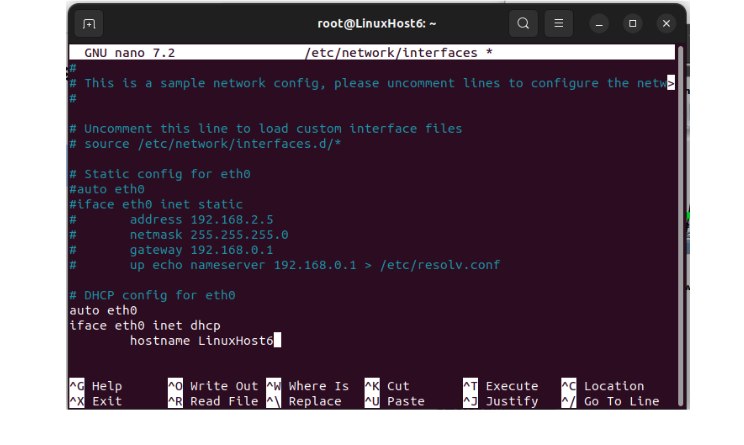 root@LinuxHost6: ~
GNU nano 7.2 /etc/network/interfaces *
#
# This is a sample network config, please uncomment lines to configure the netw>
#
# Uncomment this line to load custom interface files
# source /etc/network/interfaces.d/*
# Static config for eth0
#auto eth0
#iface eth0 inet static
# address 192.168.2.5
# netmask 255.255.255.0
# gateway 192.168.0.1
# up echo nameserver 192.168.0.1 > /etc/resolv.conf
# DHCP config for eth0
auto eth0
iface eth0 inet dhcp
hostname LinuxHost6
^G Help ^O Write Out ^W Where Is ^K Cut ^T Execute ^C Location
^X Exit ^R Read File ^\ Replace ^U Paste ^J Justify ^/ Go To Line